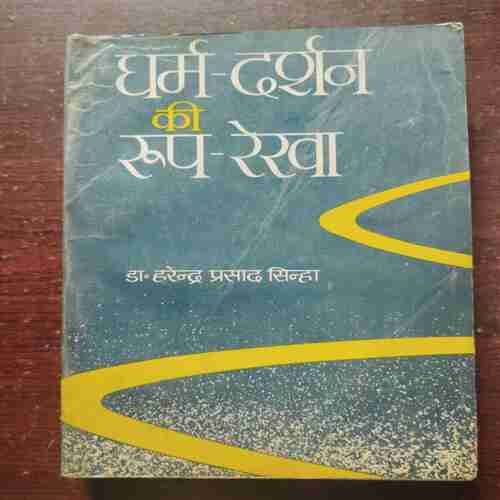 धर्म-दर्शन
की
रूप-रेखा
डा॰ हरेन्द्र प्रसाद सिन्हा